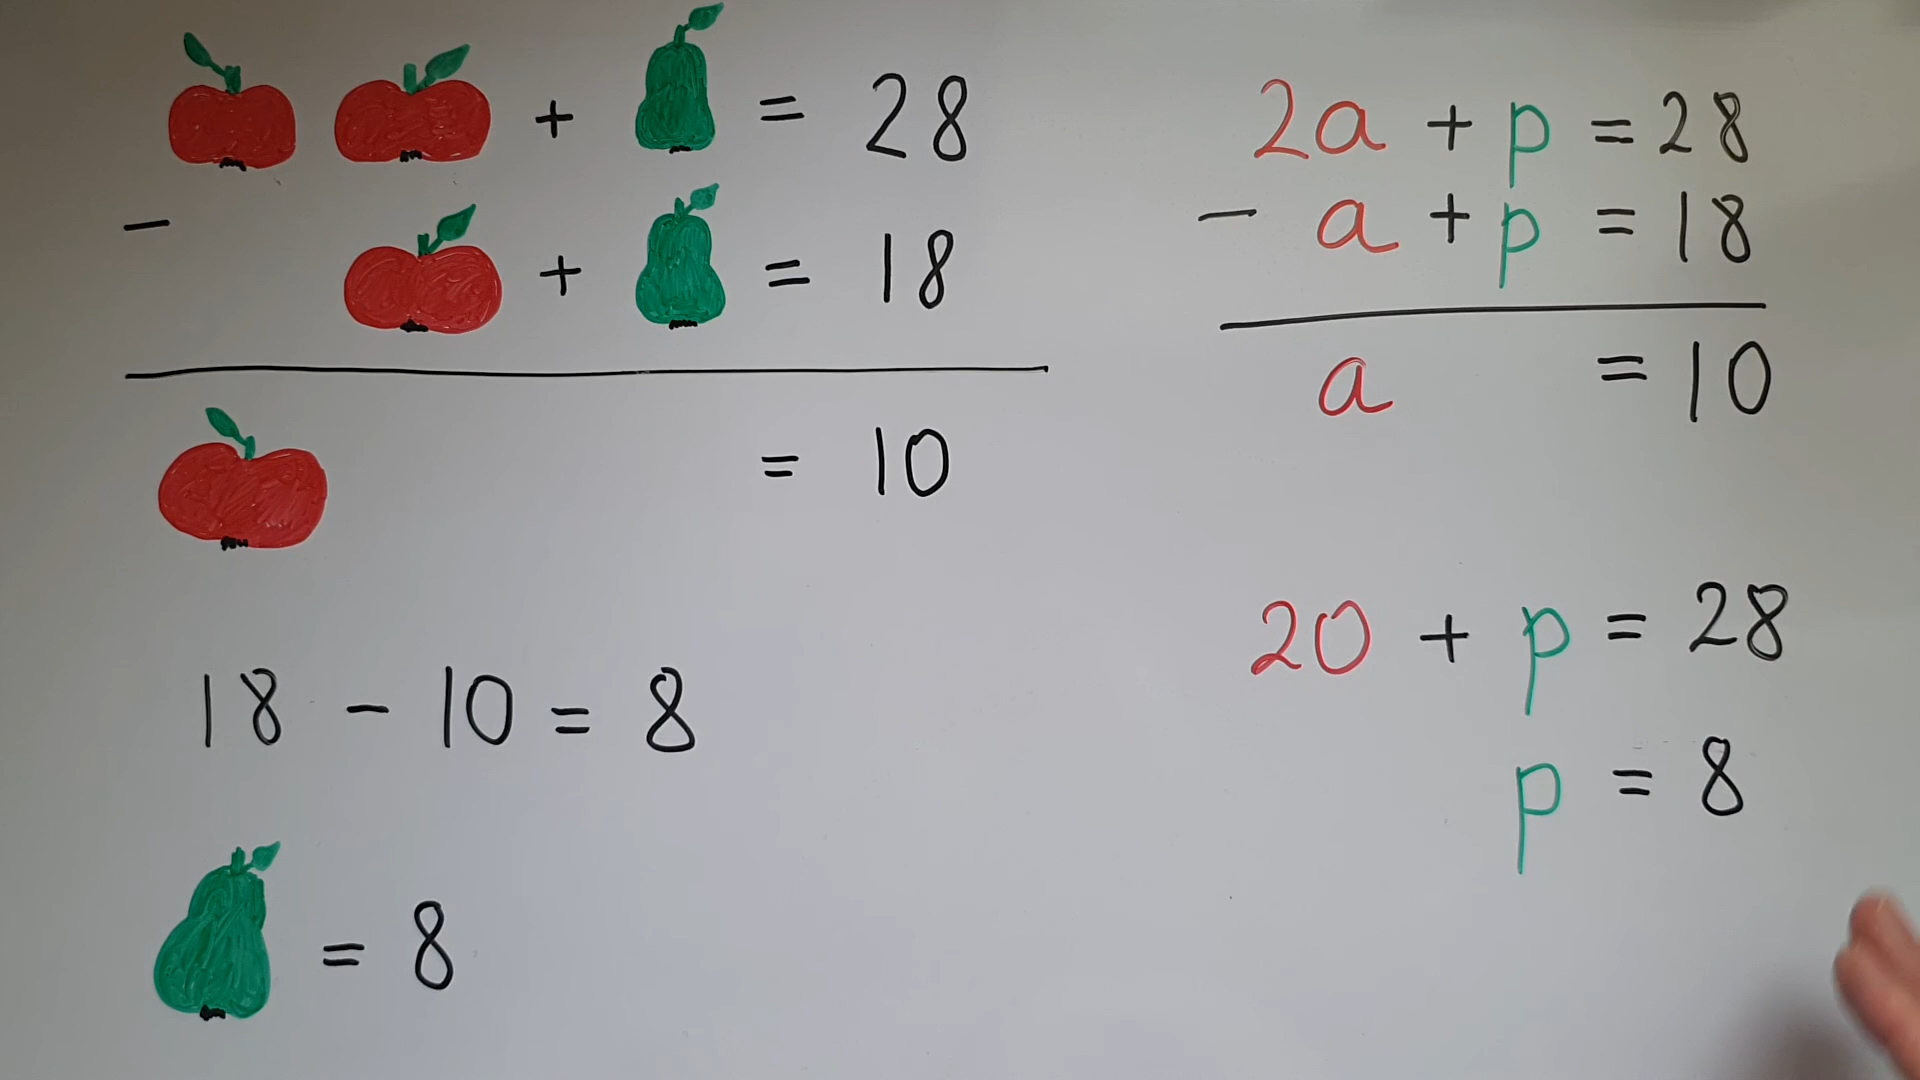 + = 28
- + = 18
= 10
18 - 10 = 8
= 8
2a + p = 28
- a + p = 18
a = 10
20 + p = 28
p = 8